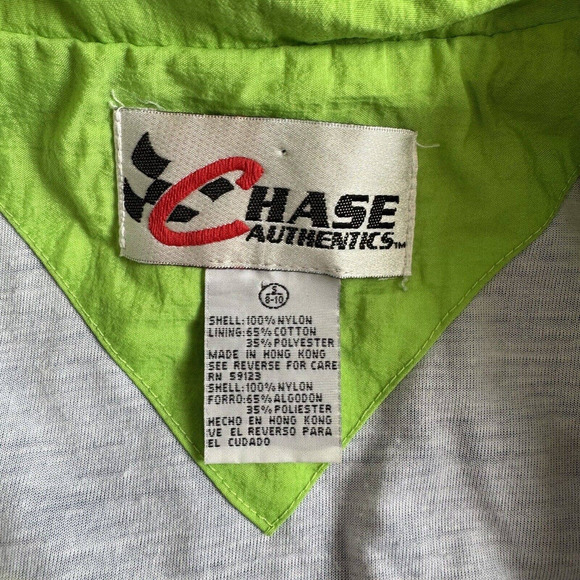 CHASE
AUTHENTICS™
S
8-10
SHELL:100%NYLON
LINING:65%COTTON
35%POLYESTER
MADE IN HONG KONG
SEE REVERSE FOR CARE
RN 59123
SHELL:100%NYLON
FORRO:65%ALGODON
35%POLIESTER
HECHO EN HONG KONG
VE EL REVERSO PARA
EL CUDADO